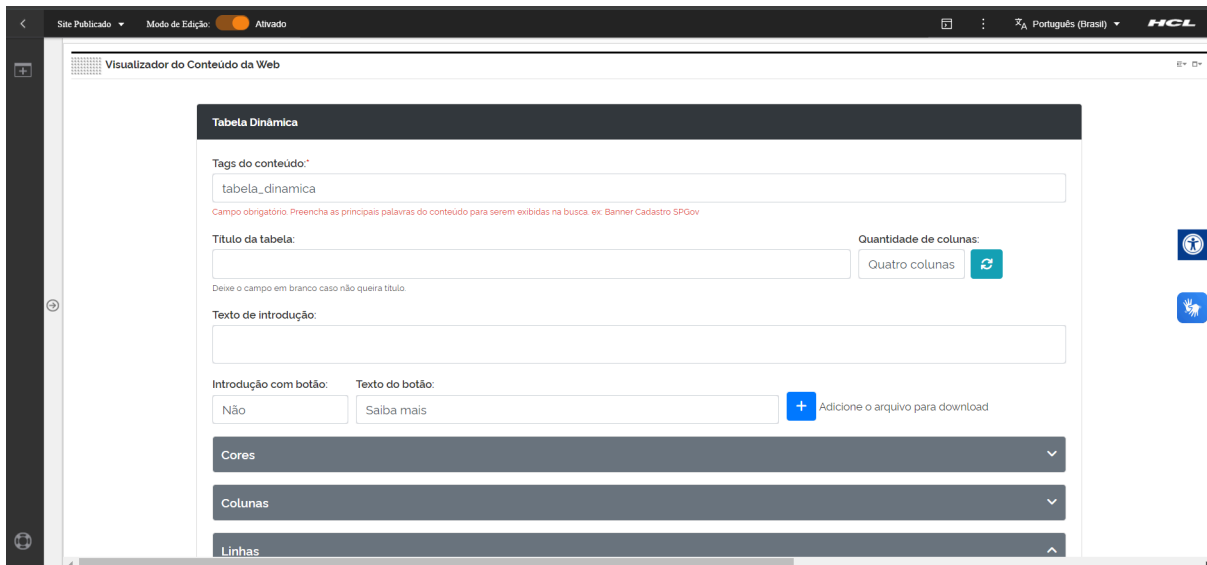 Site Publicado
Modo de Edição:
Ativado
Português (Brasil)
HCL
Visualizador do Conteúdo da Web
Tabela Dinâmica
Tags do conteúdo:*
tabela_dinamica
Campo obrigatório. Preencha as principais palavras do conteúdo para serem exibidas na busca. ex: Banner Cadastro SPGov
Título da tabela:
Quantidade de colunas:
Quatro colunas
Deixe o campo em branco caso não queira título.
Texto de introdução:
Introdução com botão:
Texto do botão:
Não
Saiba mais
+ Adicione o arquivo para download
Cores
Colunas
Linhas